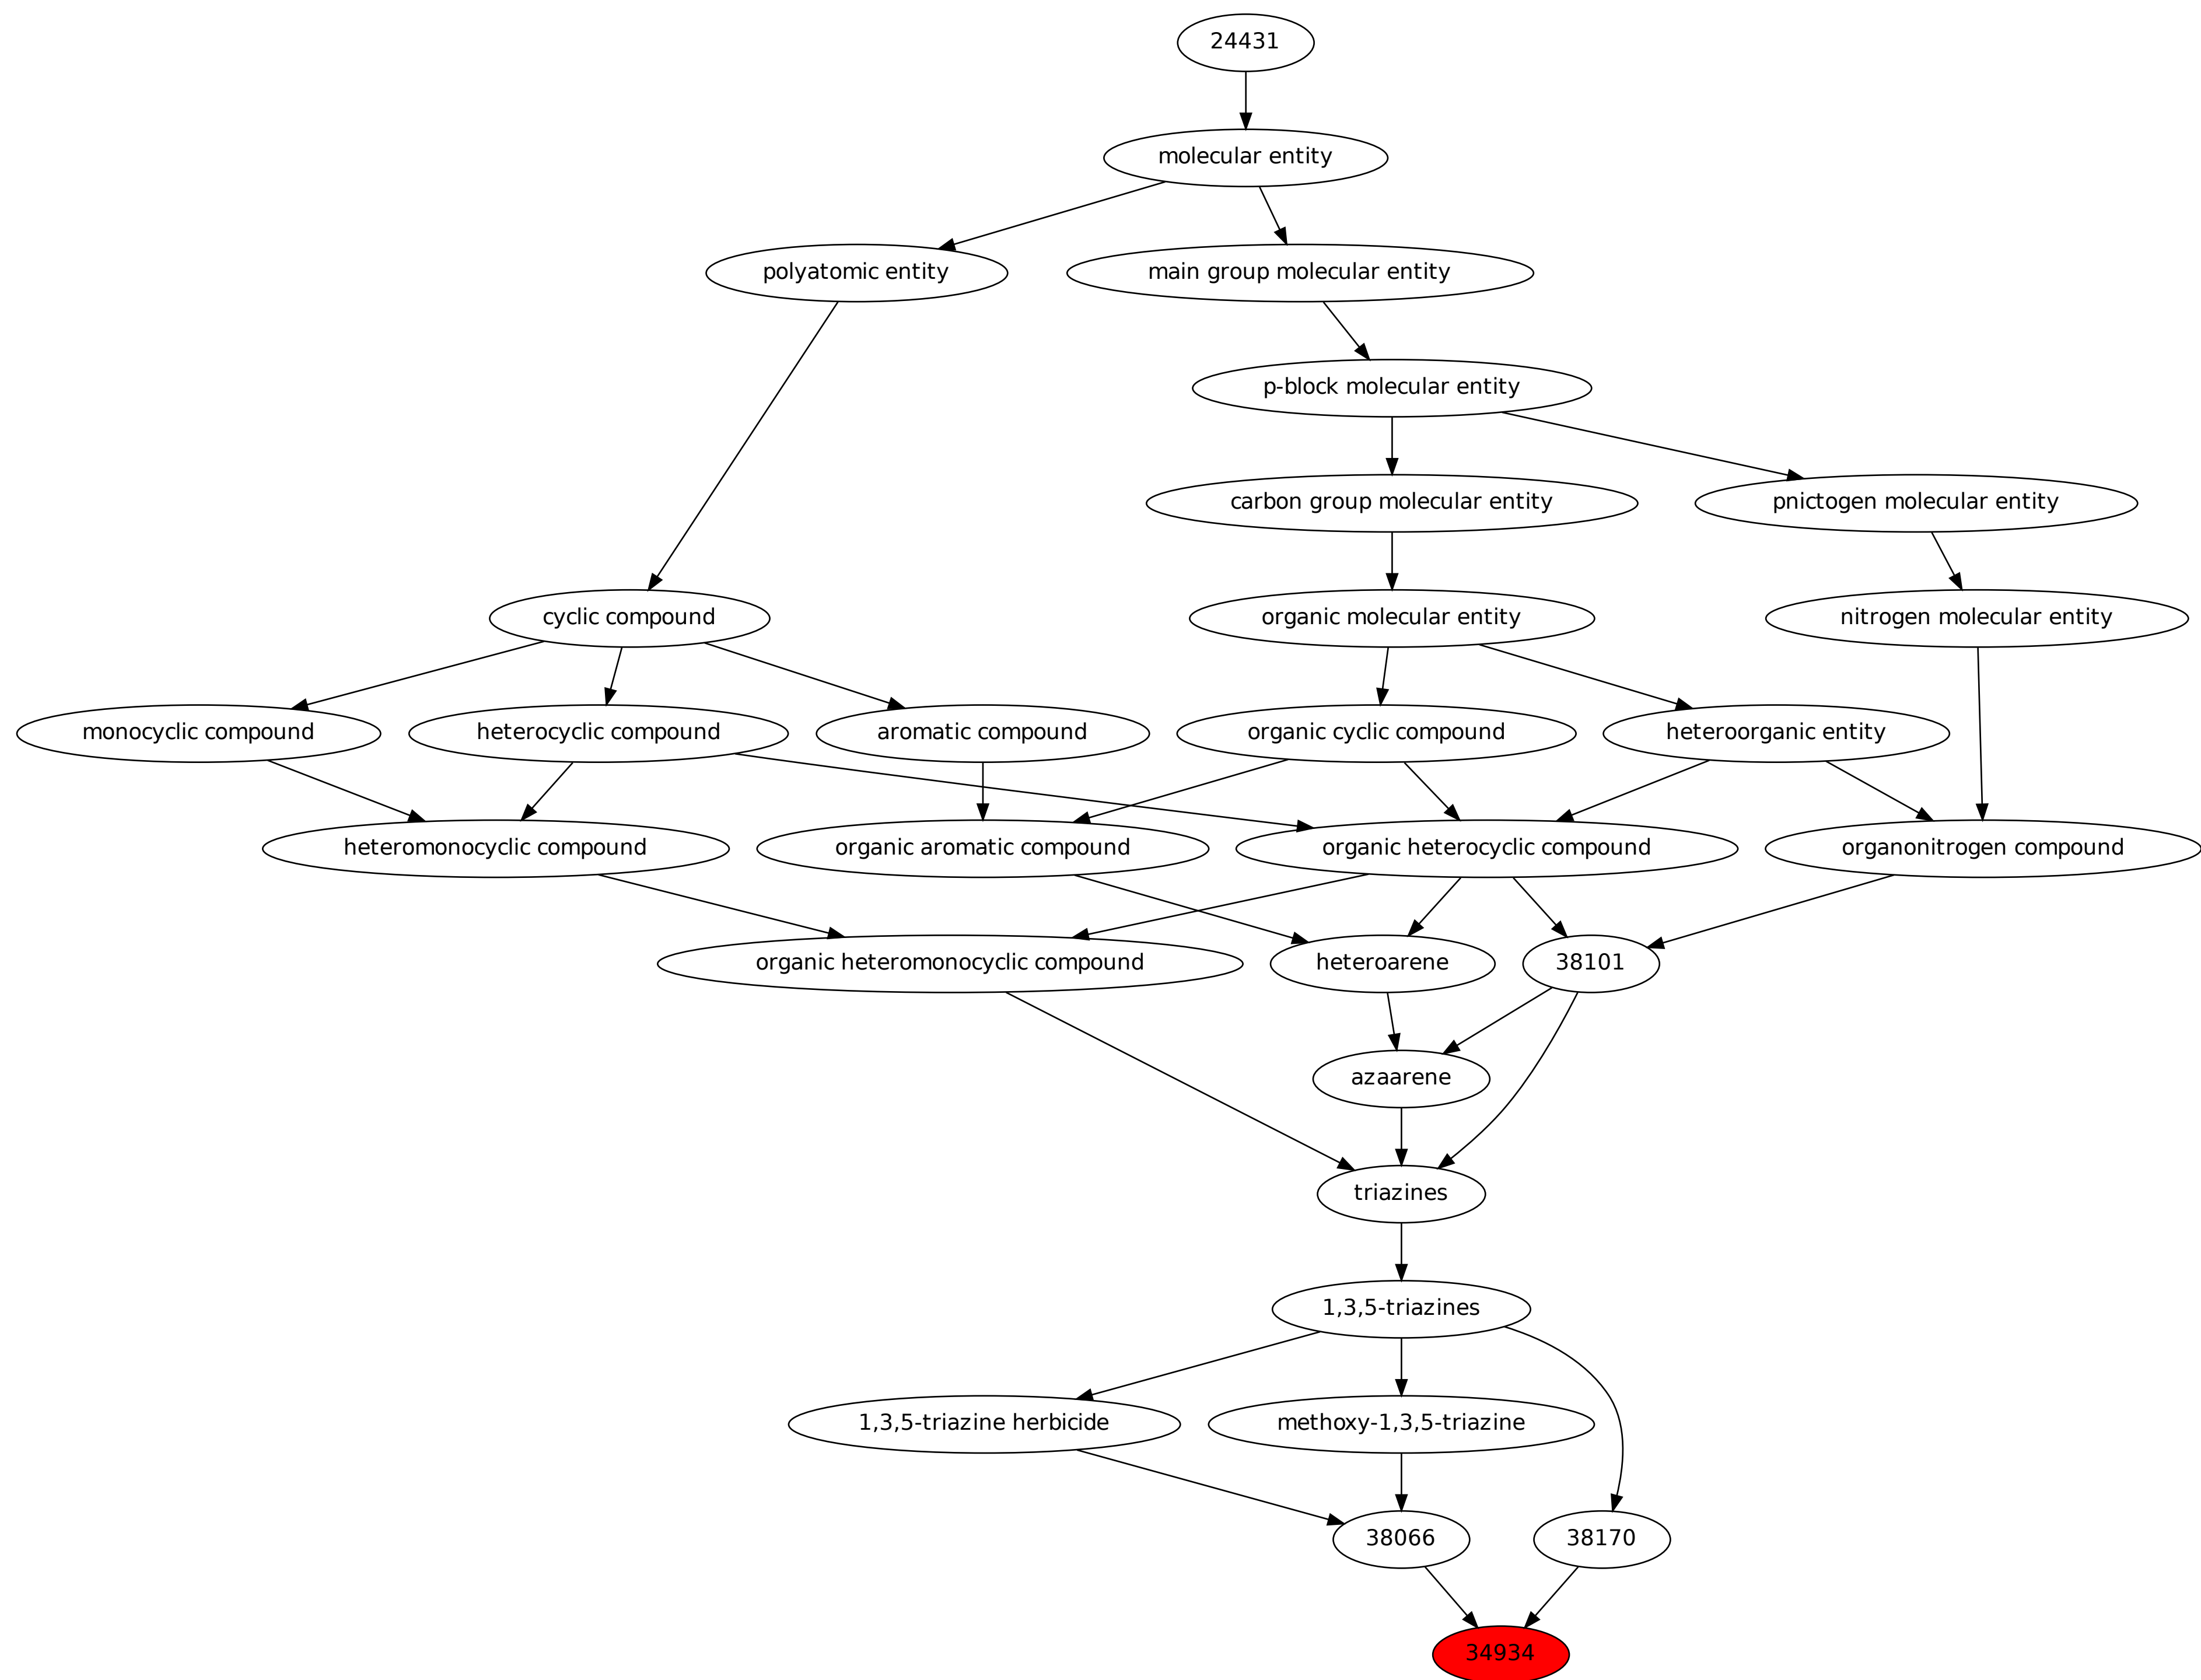 24431
molecular entity
polyatomic entity
main group molecular entity
p-block molecular entity
carbon group molecular entity
pnictogen molecular entity
cyclic compound
organic molecular entity
nitrogen molecular entity
monocyclic compound
heterocyclic compound
aromatic compound
organic cyclic compound
heteroorganic entity
heteromonocyclic compound
organic aromatic compound
organic heterocyclic compound
organonitrogen compound
organic heteromonocyclic compound
heteroarene
38101
azaarene
triazines
1,3,5-triazines
1,3,5-triazine herbicide
methoxy-1,3,5-triazine
38066
38170
34934